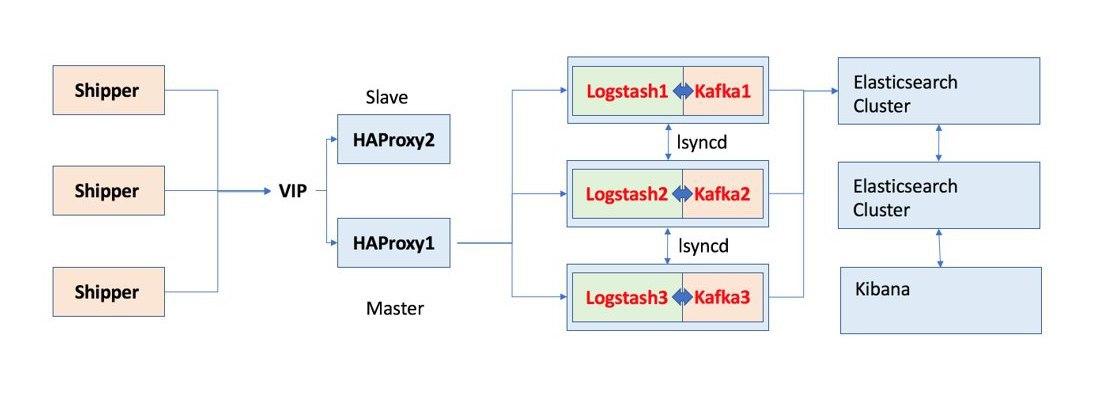 Shipper
Shipper
Shipper
VIP
Slave
HAProxy2
HAProxy1
Master
Logstash1 Kafka1
lsyncd
Logstash2 Kafka2
lsyncd
Logstash3 Kafka3
Elasticsearch
Cluster
Elasticsearch
Cluster
Kibana